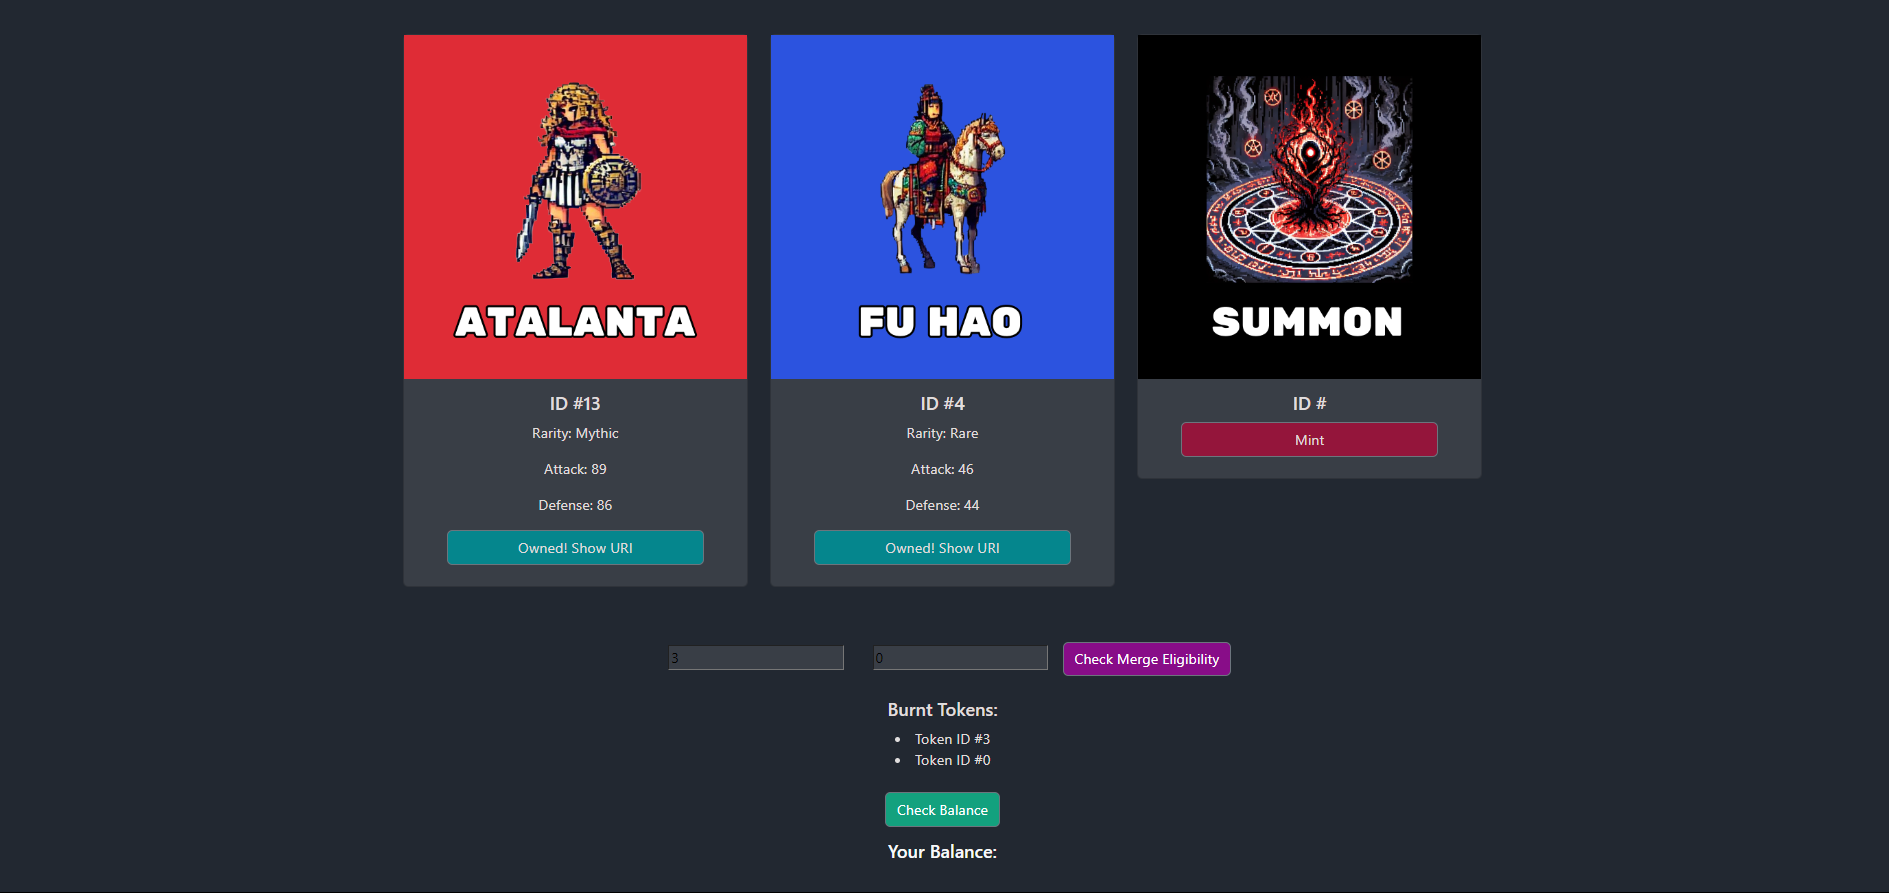 ATALANTA
ID #13
Rarity: Mythic
Attack: 89
Defense: 86
Owned! Show URI
FU HAO
ID #4
Rarity: Rare
Attack: 46
Defense: 44
Owned! Show URI
SUMMON
ID #
Mint
3
0
Check Merge Eligibility
Burnt Tokens:
Token ID #3
Token ID #0
Check Balance
Your Balance: